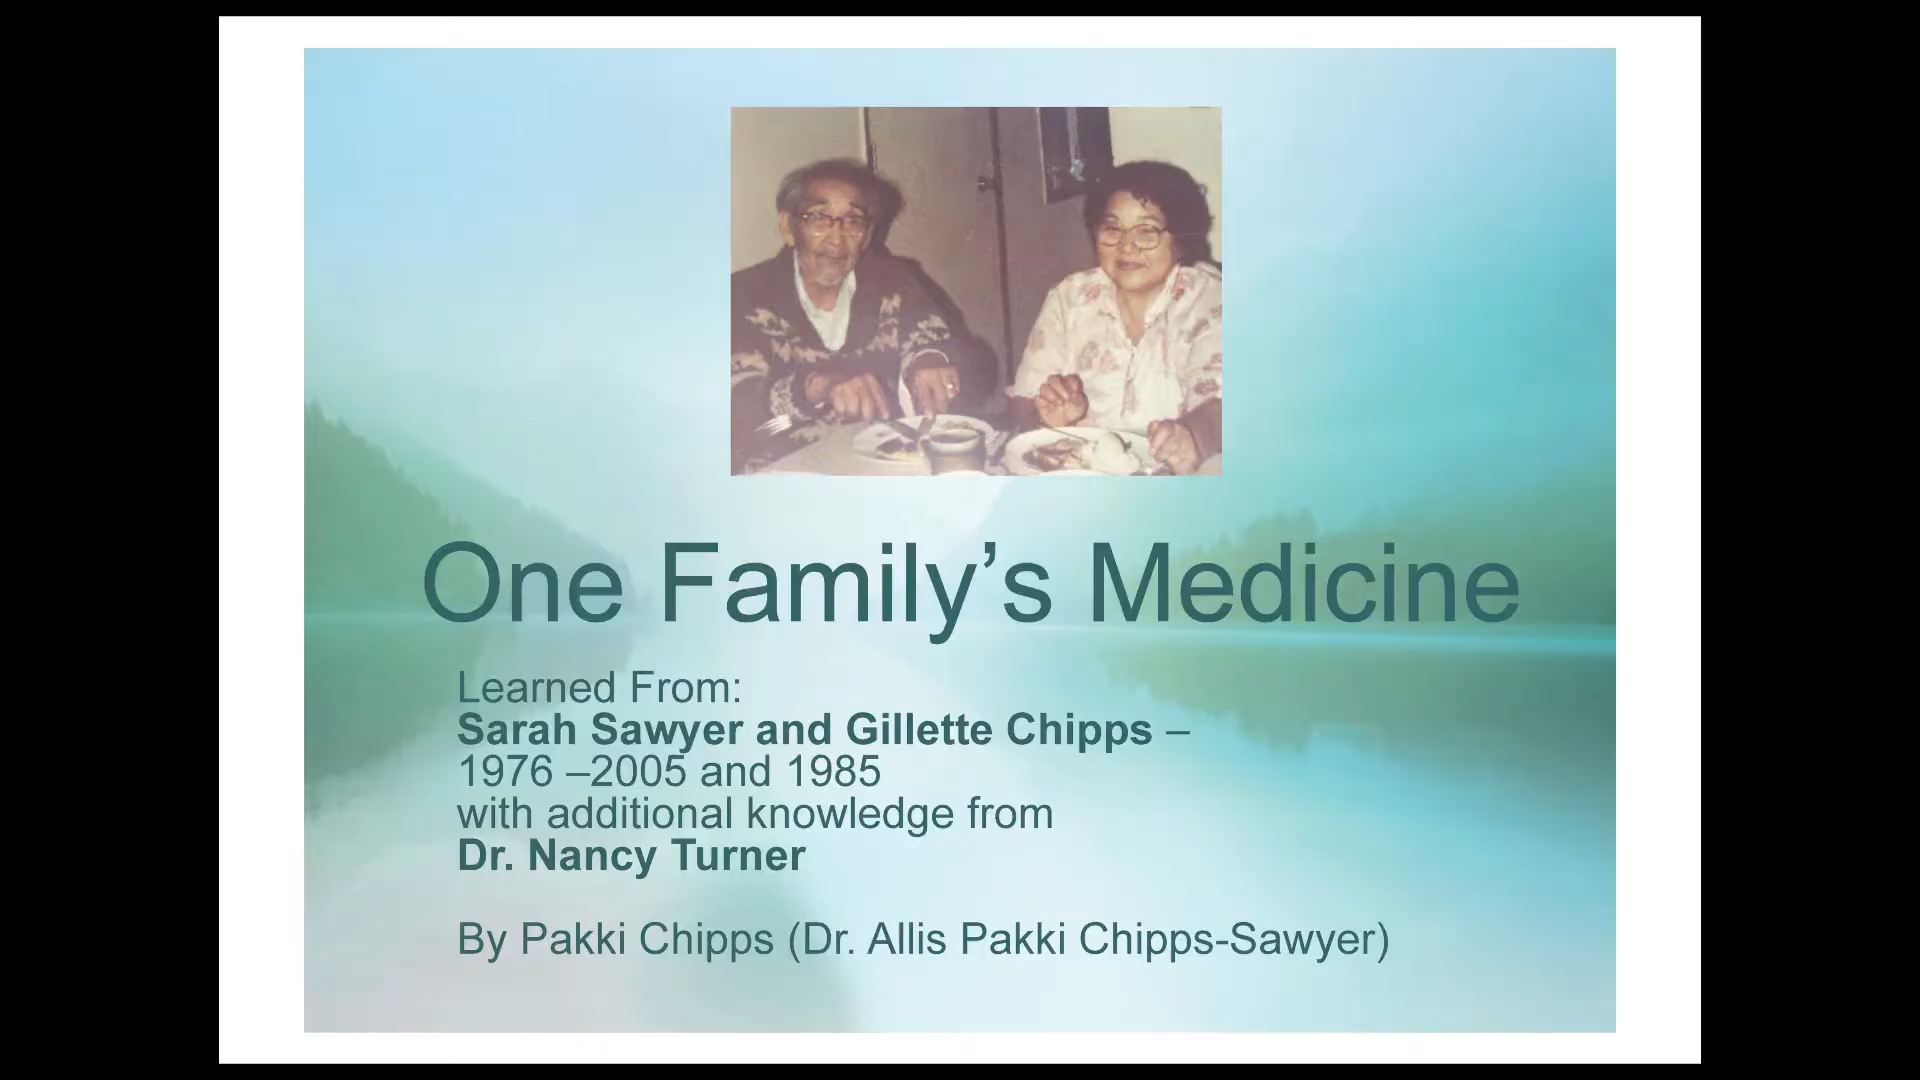 One Family’s Medicine
Learned From:
Sarah Sawyer and Gillette Chipps –
1976 –2005 and 1985
with additional knowledge from
Dr. Nancy Turner
By Pakki Chipps (Dr. Allis Pakki Chipps-Sawyer)